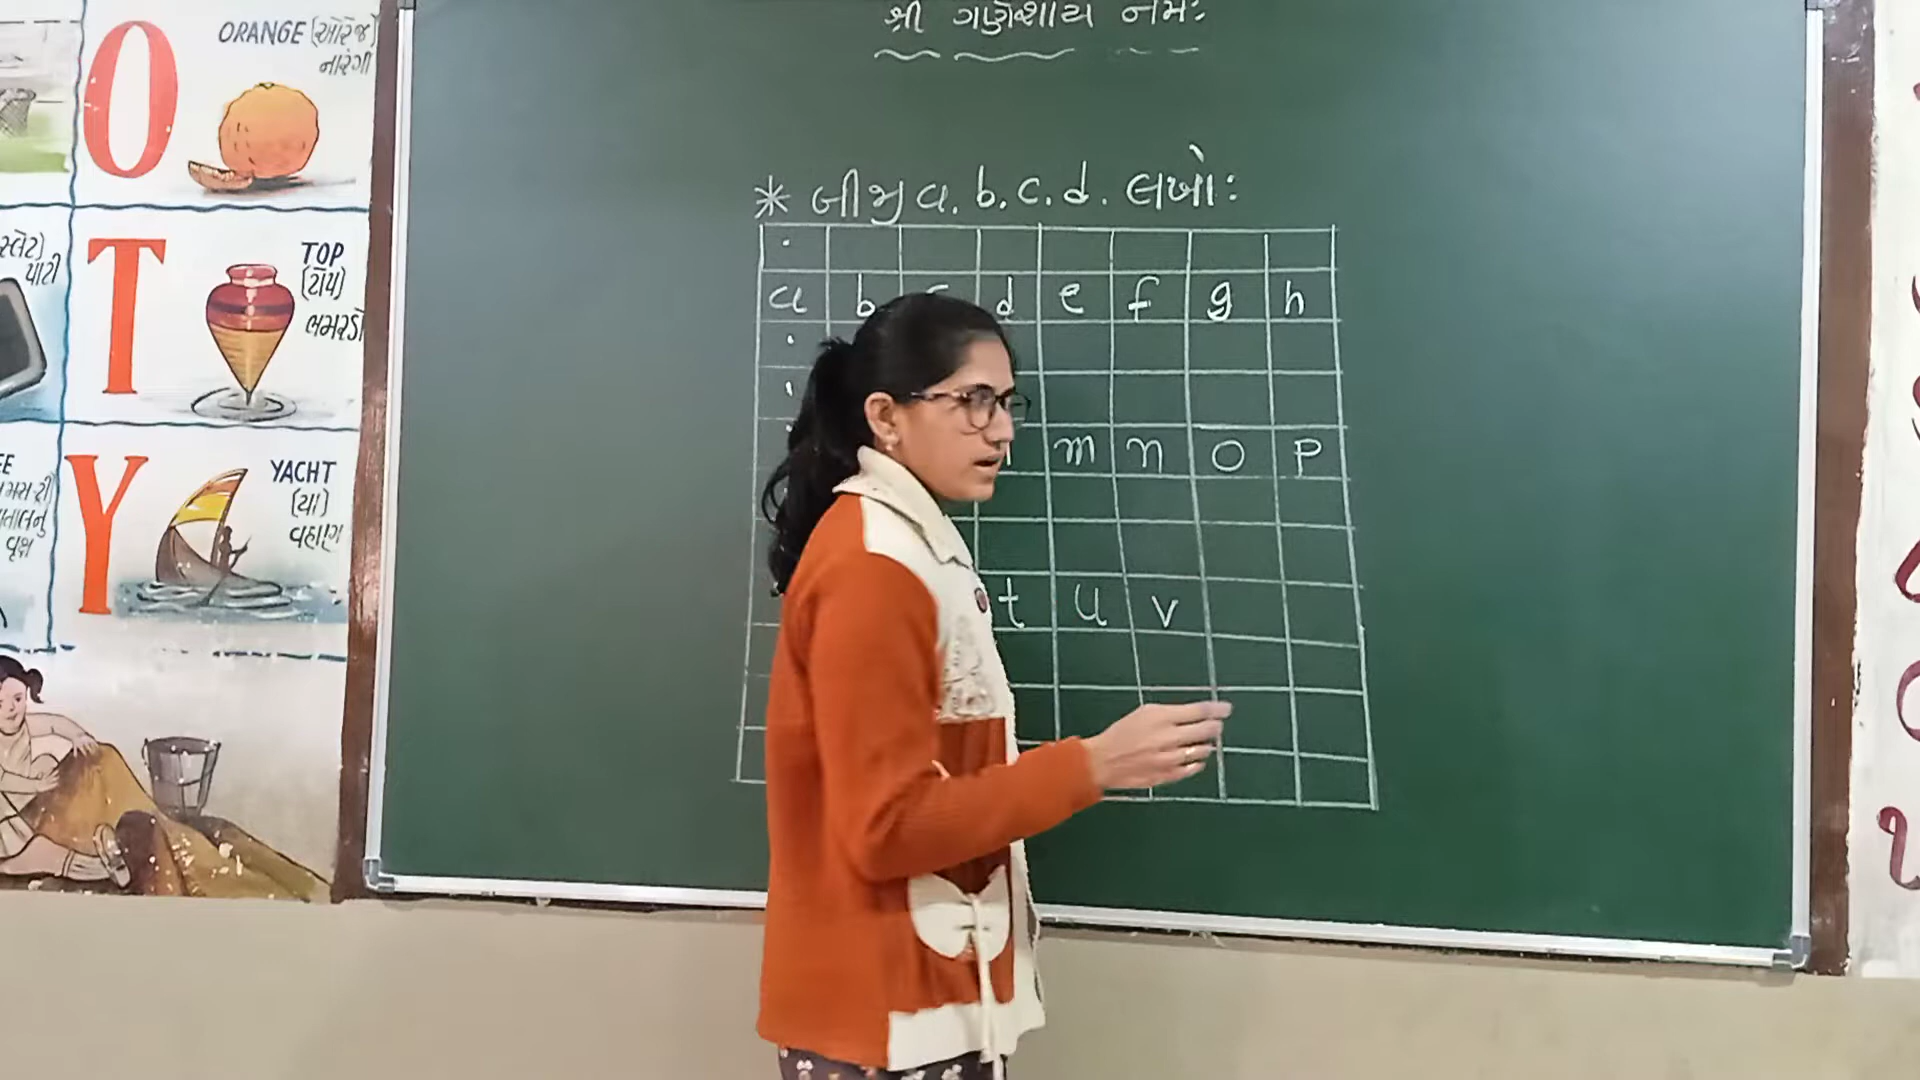 શ્રી ગણેશાય નમઃ
* બીજી a. b. c. d. લખો:
a b c d e f g h
m n o p
t u v
O
ORANGE (ઓરેંજ)
નારંગી
સ્લેટ)
પાટી
T
TOP
(ટોપ)
ભમરડો
વૃક્ષ
Y
YACHT
(યા)
વહાણ